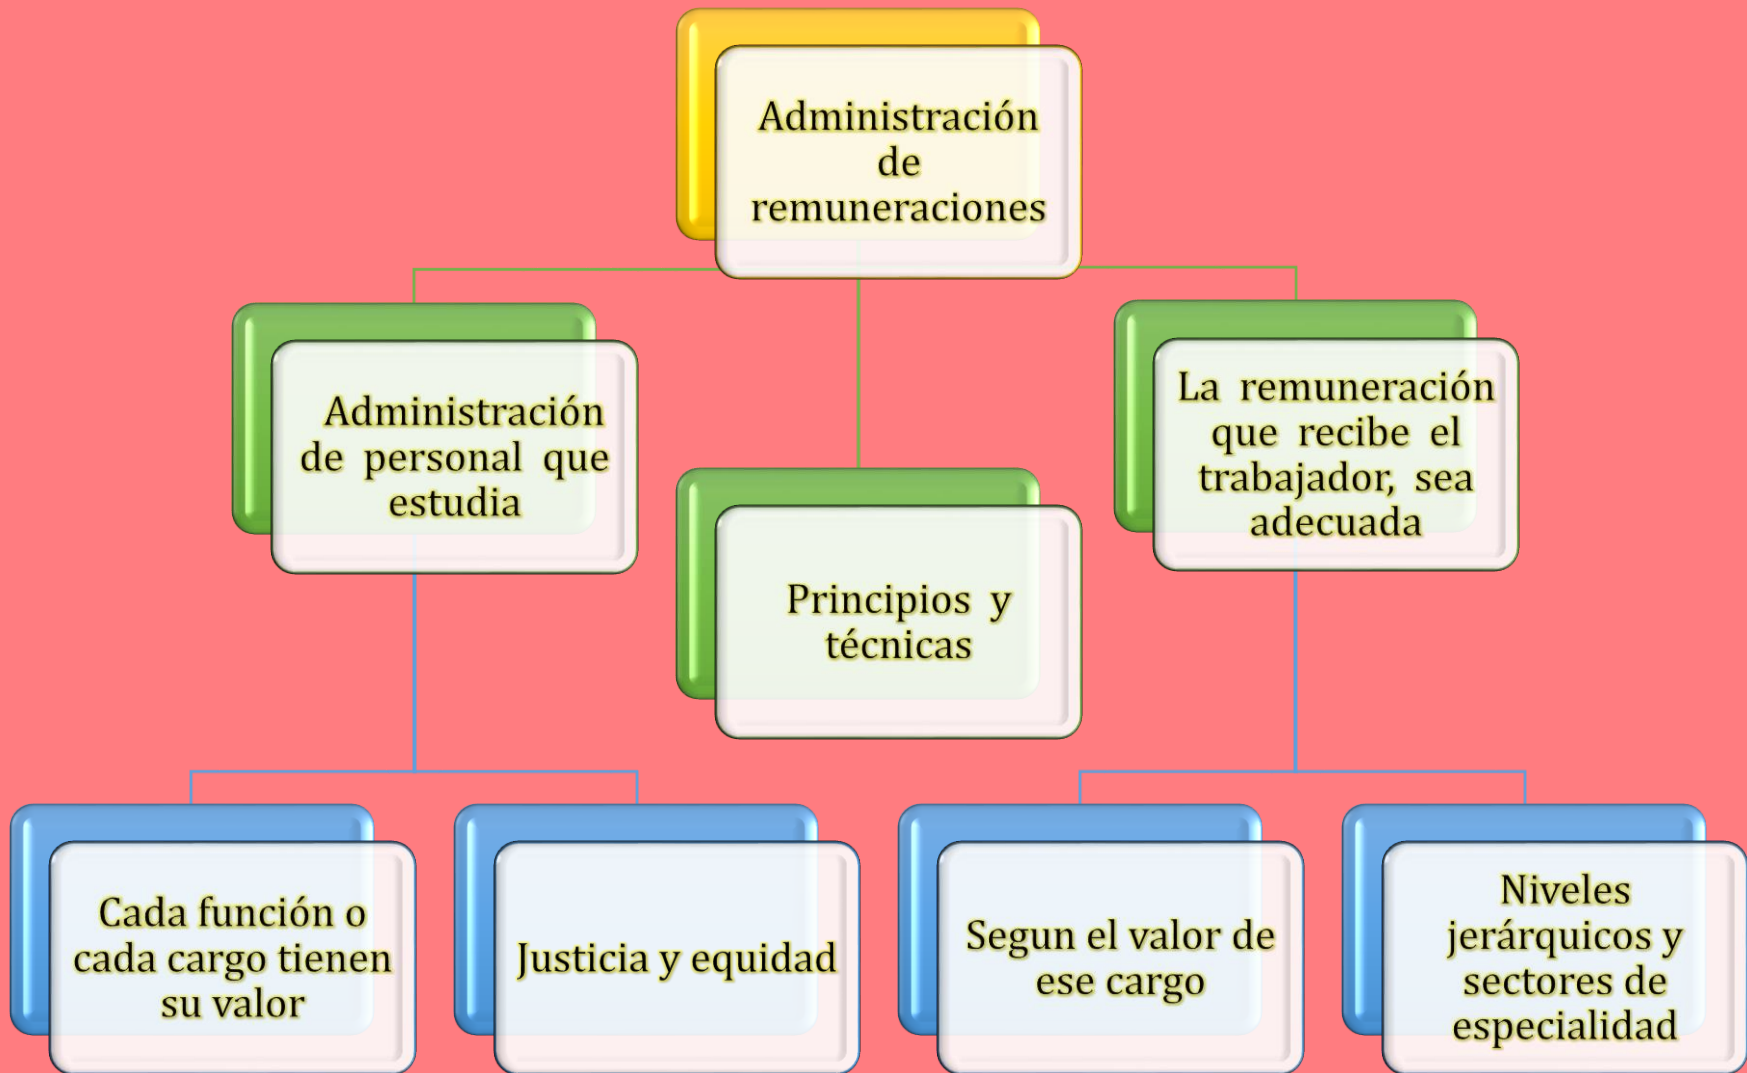 Administración
de
remuneraciones
Administración
de personal que
estudia
Principios y
técnicas
La remuneración
que recibe el
trabajador, sea
adecuada
Cada función o
cada cargo tienen
su valor
Justicia y equidad
Segun el valor de
ese cargo
Niveles
jerárquicos y
sectores de
especialidad